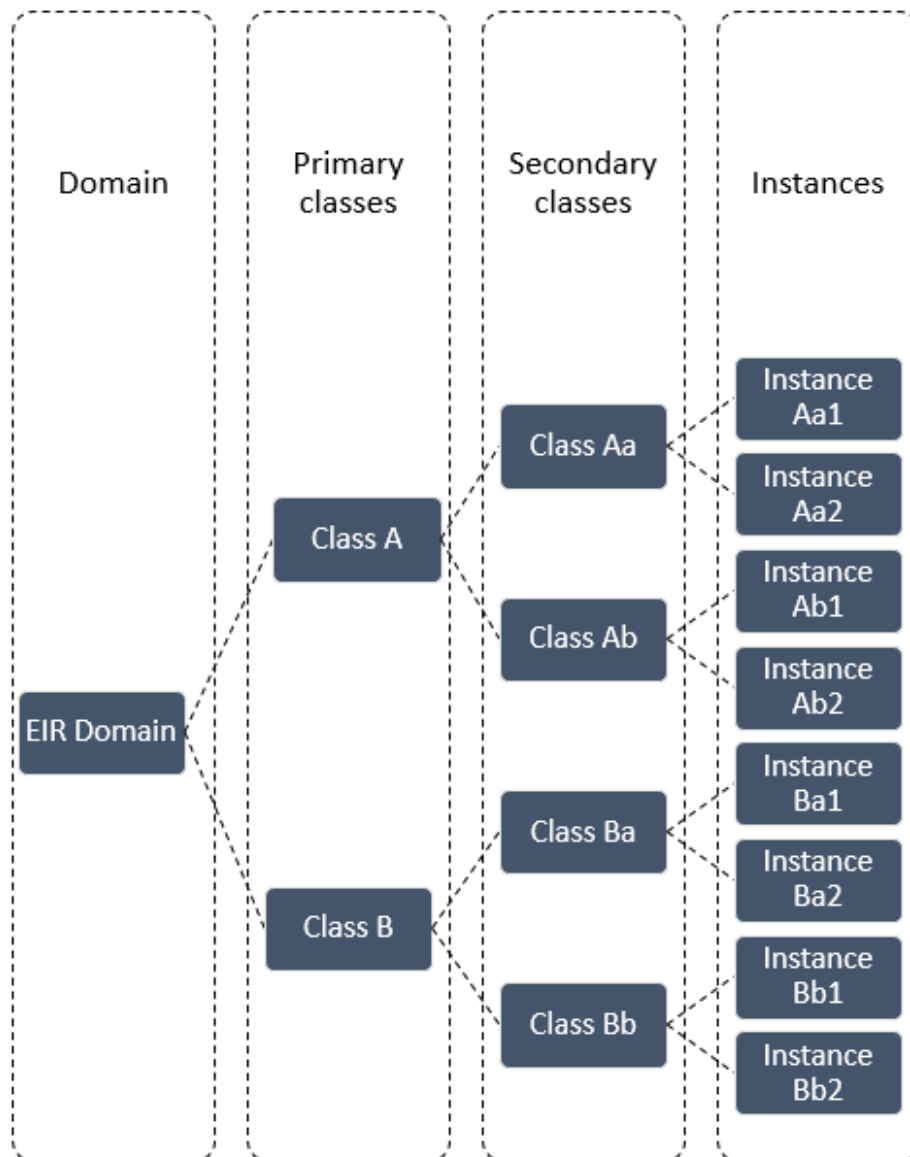 Domain
Primary
classes
Secondary
classes
Instances
EIR Domain
Class A
Class B
Class Aa
Class Ab
Class Ba
Class Bb
Instance
Aa1
Instance
Aa2
Instance
Ab1
Instance
Ab2
Instance
Ba1
Instance
Ba2
Instance
Bb1
Instance
Bb2